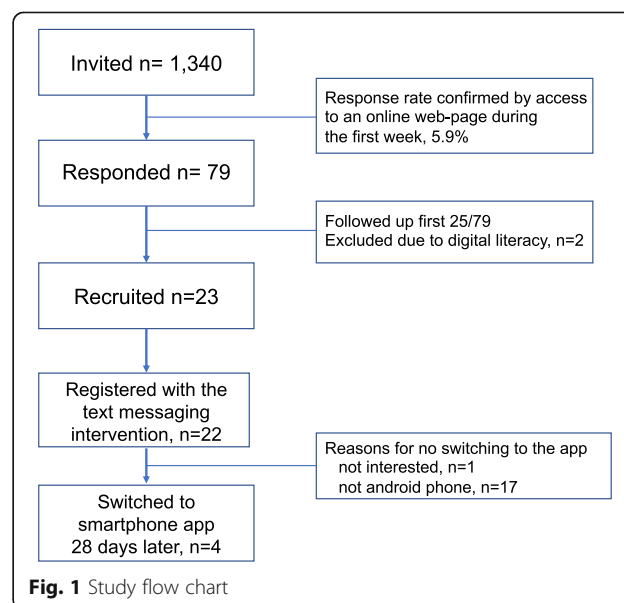 Invited n= 1,340
Response rate confirmed by access
to an online web-page during
the first week, 5.9%
Responded n= 79
Followed up first 25/79
Excluded due to digital literacy, n=2
Recruited n=23
Registered with the
text messaging
intervention, n=22
Reasons for no switching to the app
not interested, n=1
not android phone, n=17
Switched to
smartphone app
28 days later, n=4
Fig. 1 Study flow chart